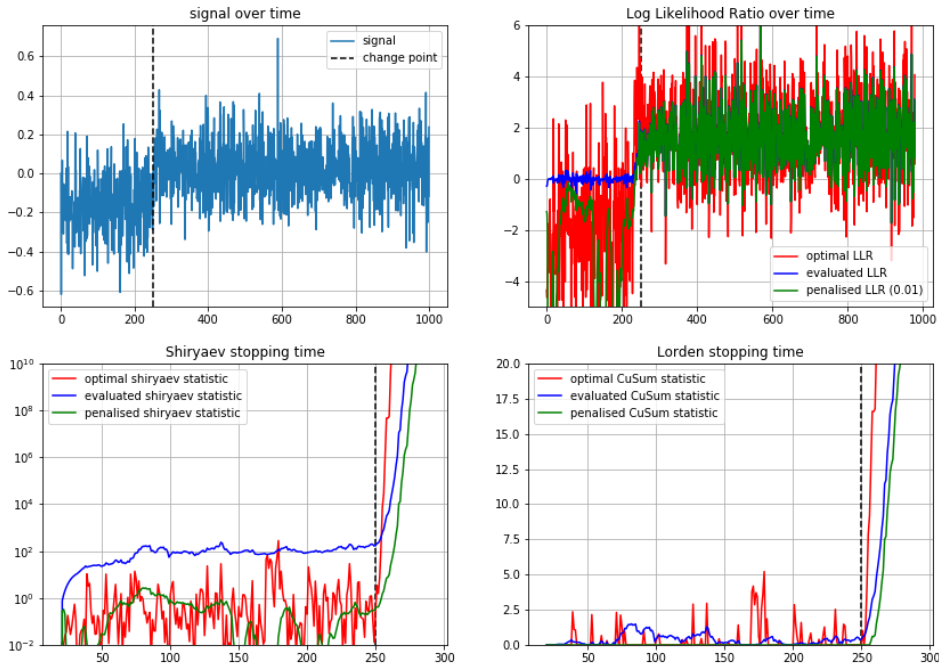 signal over time
0.6
0.4
0.2
0.0
−0.2
−0.4
−0.6
0 200 400 600 800 1000
signal
change point
Log Likelihood Ratio over time
6
4
2
0
−2
−4
0 200 400 600 800 1000
optimal LLR
evaluated LLR
penalised LLR (0.01)
Shiryaev stopping time
10^10
10^8
10^6
10^4
10^2
10^0
10^−2
50 100 150 200 250 300
optimal shiryaev statistic
evaluated shiryaev statistic
penalised shiryaev statistic
Lorden stopping time
20.0
17.5
15.0
12.5
10.0
7.5
5.0
2.5
0.0
50 100 150 200 250 300
optimal CuSum statistic
evaluated CuSum statistic
penalised CuSum statistic